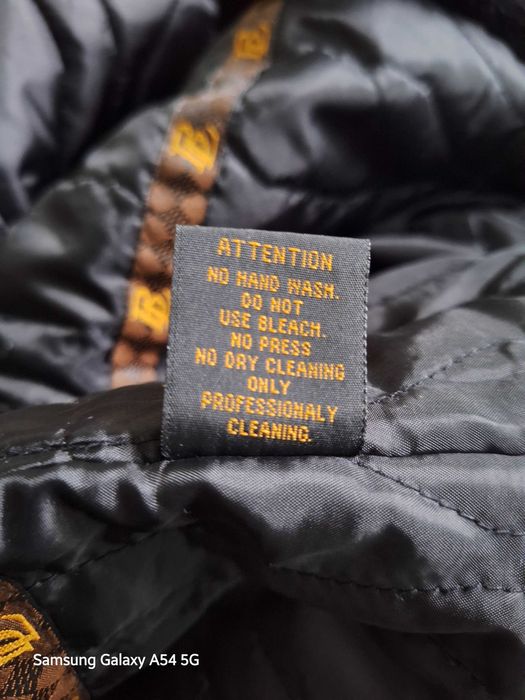 ATTENTION
NO HAND WASH.
DO NOT
USE BLEACH.
NO PRESS
NO DRY CLEANING
ONLY
PROFESSIONALY
CLEANING.
Samsung Galaxy A54 5G